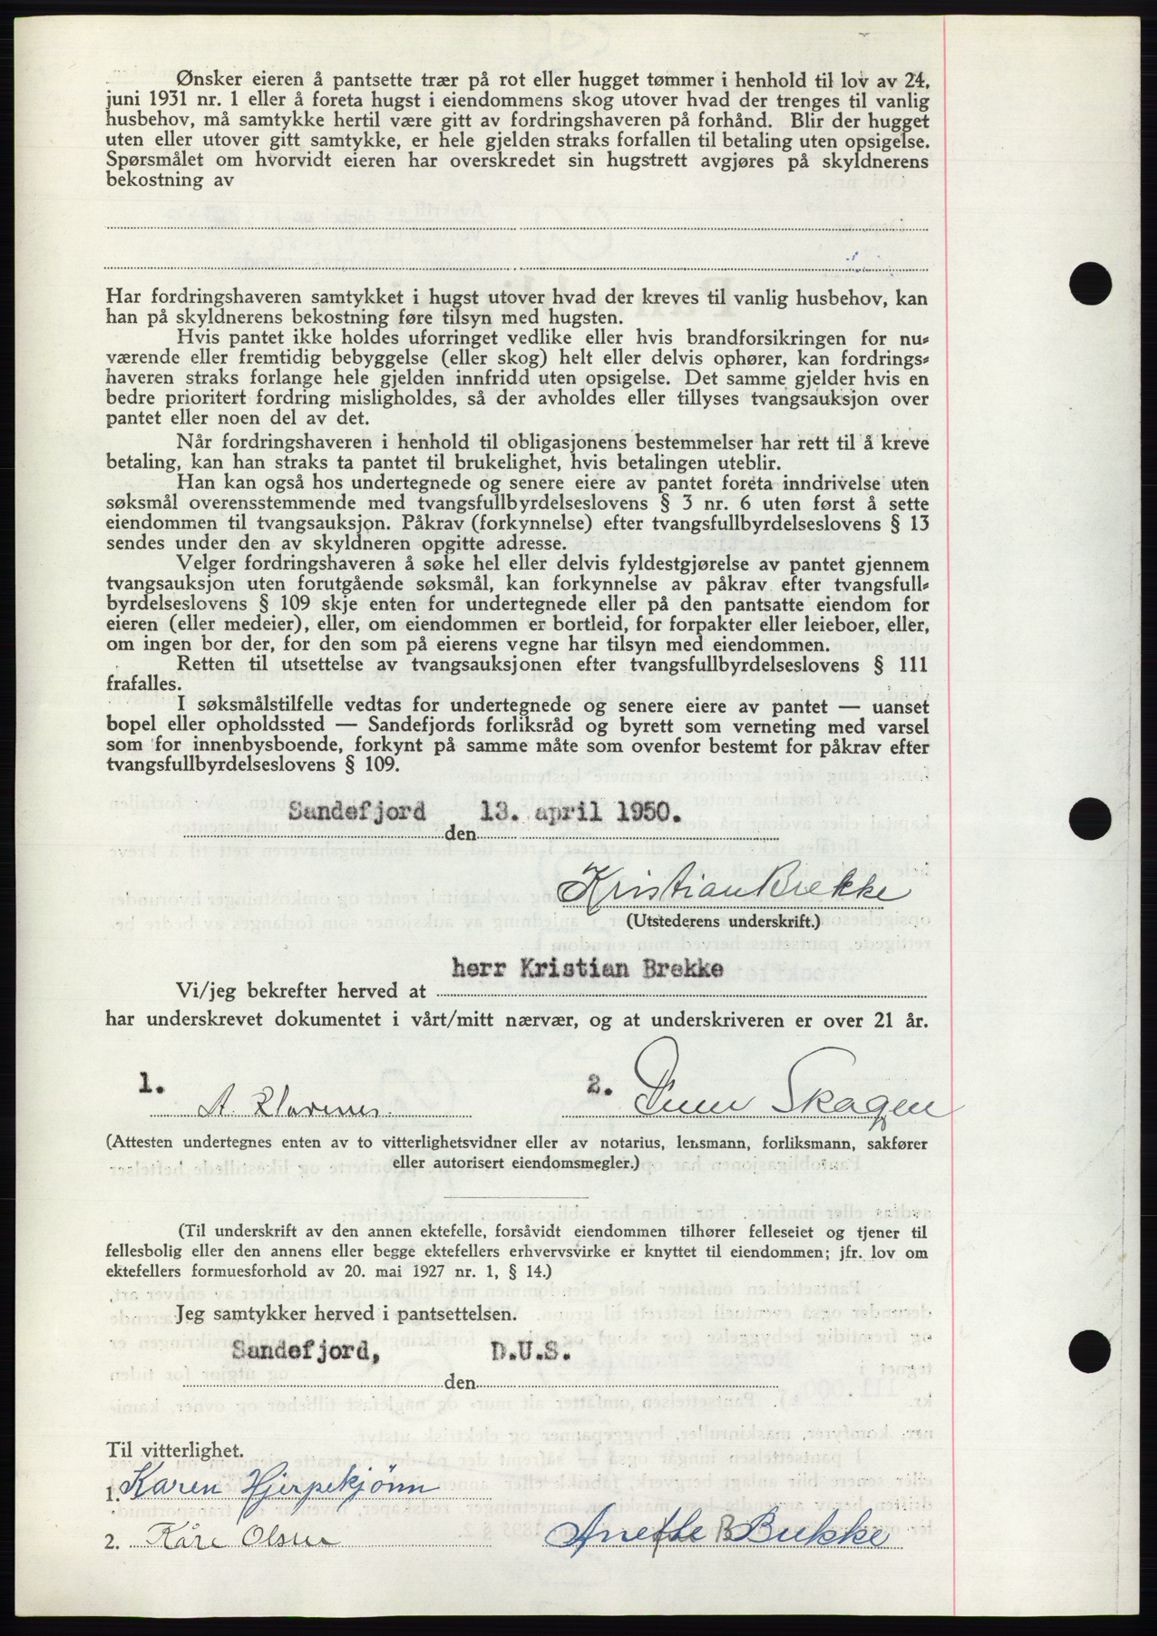 Ønsker eieren å pantsette trær på rot eller hugget tømmer i henhold til lov av 24.
juni 1931 nr. 1 eller å foreta hugst i eiendommens skog utover hvad der trenges til vanlig
husbehov, må samtykke hertil være gitt av fordringshaveren på forhånd. Blir der hugget
uten eller utover gitt samtykke, er hele gjelden straks forfallen til betaling uten opsigelse.
Spørsmålet om hvorvidt eieren har overskredet sin hugstrett avgjøres på skyldnerens
bekostning av
Har fordringshaveren samtykket i hugst utover hvad der kreves til vanlig husbehov, kan
han på skyldnerens bekostning føre tilsyn med hugsten.
Hvis pantet ikke holdes uforringet vedlike eller hvis brandforsikringen for nu=
værende eller fremtidig bebyggelse (eller skog) helt eller delvis ophører, kan fordrings=
haveren straks forlange hele gjelden innfridd uten opsigelse. Det samme gjelder hvis en
bedre prioritert fordring misligholdes, så der avholdes eller tillyses tvangsauksjon over
pantet eller noen del av det.
Når fordringshaveren i henhold til obligasjonens bestemmelser har rett til å kreve
betaling, kan han straks ta pantet til brukelighet, hvis betalingen uteblir.
Han kan også hos undertegnede og senere eiere av pantet foreta inndrivelse uten
søksmål overensstemmende med tvangsfullbyrdelseslovens § 3 nr. 6 uten først å sette
eiendommen til tvangsauksjon. Påkrav (forkynnelse) efter tvangsfullbyrdelseslovens § 13
sendes under den av skyldneren opgitte adresse.
Velger fordringshaveren å søke hel eller delvis fyldestgjørelse av pantet gjennem
tvangsauksjon uten forutgående søksmål, kan forkynnelse av påkrav efter tvangsfull=
byrdelseslovens § 109 skje enten for undertegnede eller på den pantsatte eiendom for
eieren (eller medeier), eller, om eiendommen er bortleid, for forpakter eller leieboer, eller,
om ingen bor der, for den som på eierens vegne har tilsyn med eiendommen.
Retten til utsettelse av tvangsauksjonen efter tvangsfullbyrdelseslovens § 111
frafalles.
I søksmålstilfelle vedtas for undertegnede og senere eiere av pantet — uanset
bopel eller opholdssted — Sandefjords forliksråd og byrett som verneting med varsel
som for innenbysboende, forkynt på samme måte som ovenfor bestemt for påkrav efter
tvangsfullbyrdelseslovens § 109.
Sandefjord den 13. april 1950.
Kristian Brekke
(Utstederens underskrift.)
Vi/jeg bekrefter herved at herr Kristian Brekke
har underskrevet dokumentet i vårt/mitt nærvær, og at underskriveren er over 21 år.
1. A. Klavenes. 2. Skagen
(Attesten undertegnes enten av to vitterlighetsvidner eller av notarius, lensmann, forliksmann, sakfører
eller autorisert eiendomsmegler.)
(Til underskrift av den annen ektefelle, forsåvidt eiendommen tilhører felleseiet og tjener til
fellesbolig eller den annens eller begge ektefellers erhvervsvirke er knyttet til eiendommen; jfr. lov om
ektefellers formuesforhold av 20. mai 1927 nr. 1, § 14.)
Jeg samtykker herved i pantsettelsen.
Sandefjord, den D.U.S.
Til vitterlighet.
1. Karen Hjerpekjønn
2. Kåre Olsen Anethe B Brekke